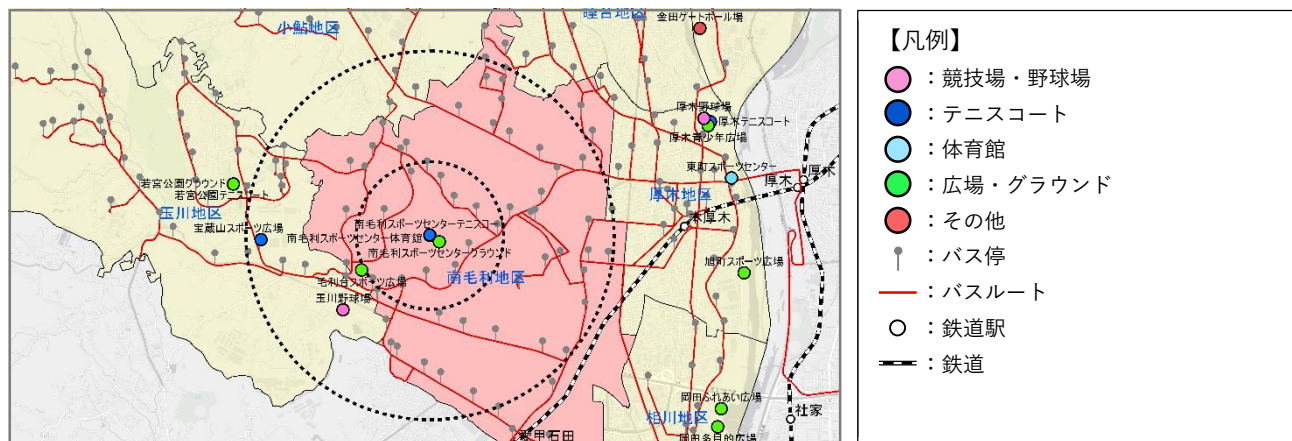 小鮎地区
睦合地区
金田ゲートボール場
厚木野球場
厚木テニスコート
厚木青少年広場
東町スポーツセンター
厚木
厚木
若宮公園グラウンド
若宮公園テニスコート
玉川地区
厚木地区
宝蔵山スポーツ広場
南毛利スポーツセンターテニスコー
南毛利スポーツセンター体育館
南毛利スポーツセンターグラウンド
本厚木
毛利台スポーツ広場
南毛利地区
旭町スポーツ広場
玉川野球場
岡田ふれあい広場
相川地区
社家
愛甲石田
岡田多目的広場
【凡例】
：競技場・野球場
：テニスコート
：体育館
：広場・グラウンド
：その他
：バス停
：バスルート
：鉄道駅
：鉄道